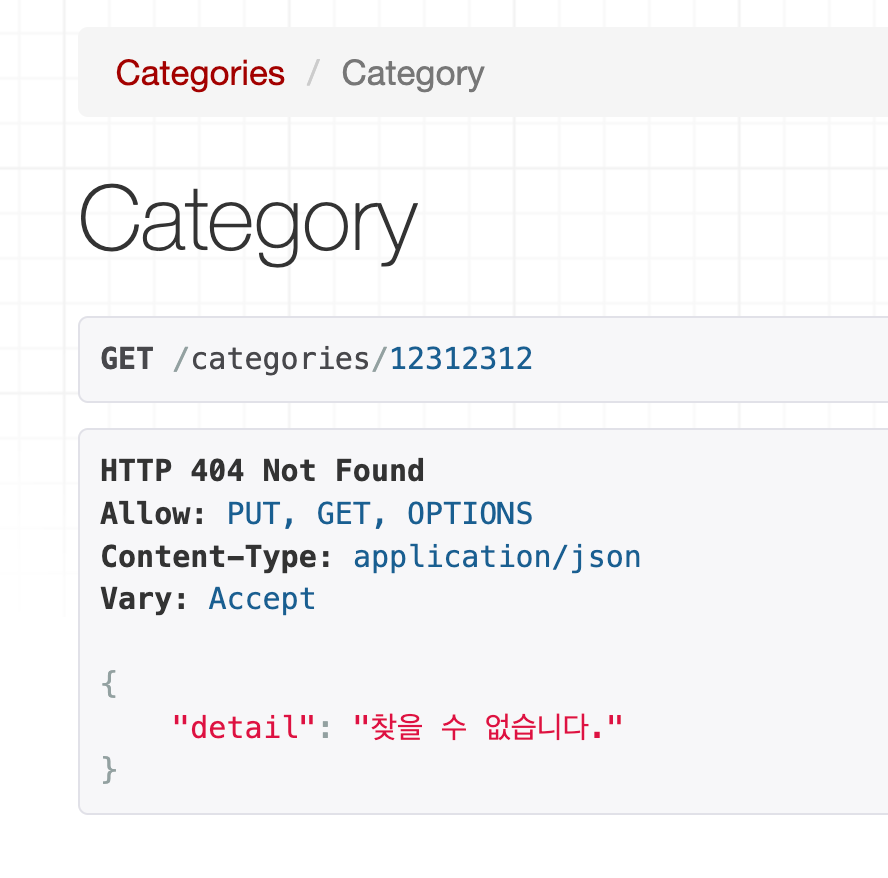 Categories / Category
Category
GET /categories/12312312
HTTP 404 Not Found
Allow: PUT, GET, OPTIONS
Content-Type: application/json
Vary: Accept
{
    "detail": "찾을 수 없습니다."
}